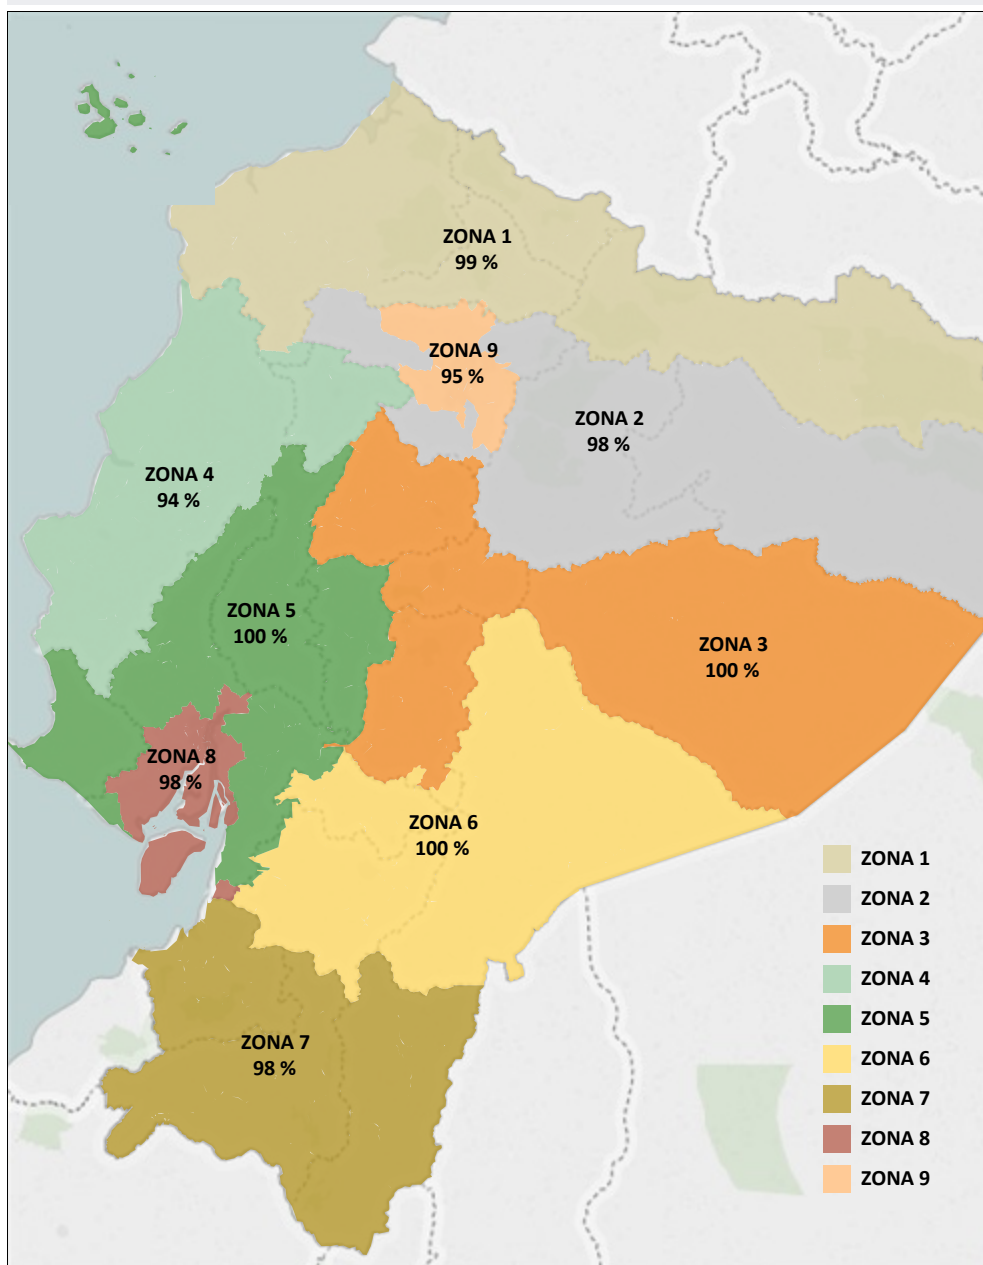 ZONA 1
99 %
ZONA 9
95 %
ZONA 2
98 %
ZONA 4
94 %
ZONA 5
100 %
ZONA 3
100 %
ZONA 8
98 %
ZONA 6
100 %
ZONA 7
98 %
ZONA 1
ZONA 2
ZONA 3
ZONA 4
ZONA 5
ZONA 6
ZONA 7
ZONA 8
ZONA 9